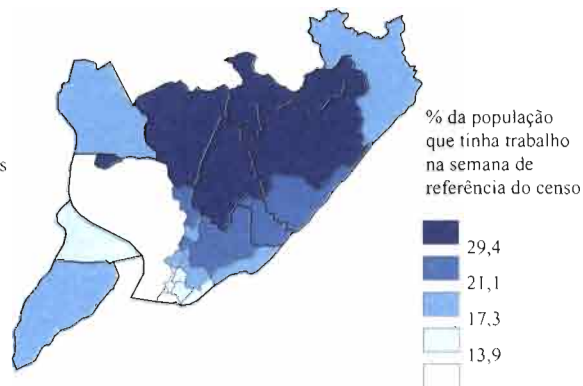 s
% da população
que tinha trabalho
na semana de
referência do censo
29,4
21,1
17,3
13,9